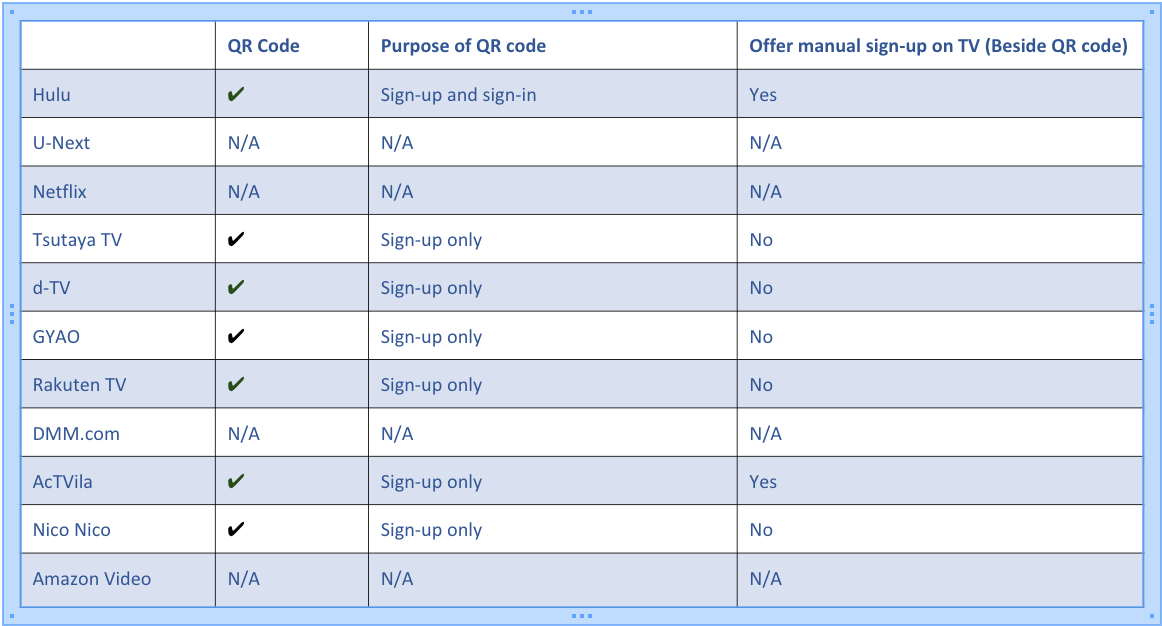 QR Code Purpose of QR code Offer manual sign-up on TV (Beside QR code)
Hulu ✔ Sign-up and sign-in Yes
U-Next N/A N/A N/A
Netflix N/A N/A N/A
Tsutaya TV ✔ Sign-up only No
d-TV ✔ Sign-up only No
GYAO ✔ Sign-up only No
Rakuten TV ✔ Sign-up only No
DMM.com N/A N/A N/A
AcTVila ✔ Sign-up only Yes
Nico Nico ✔ Sign-up only No
Amazon Video N/A N/A N/A